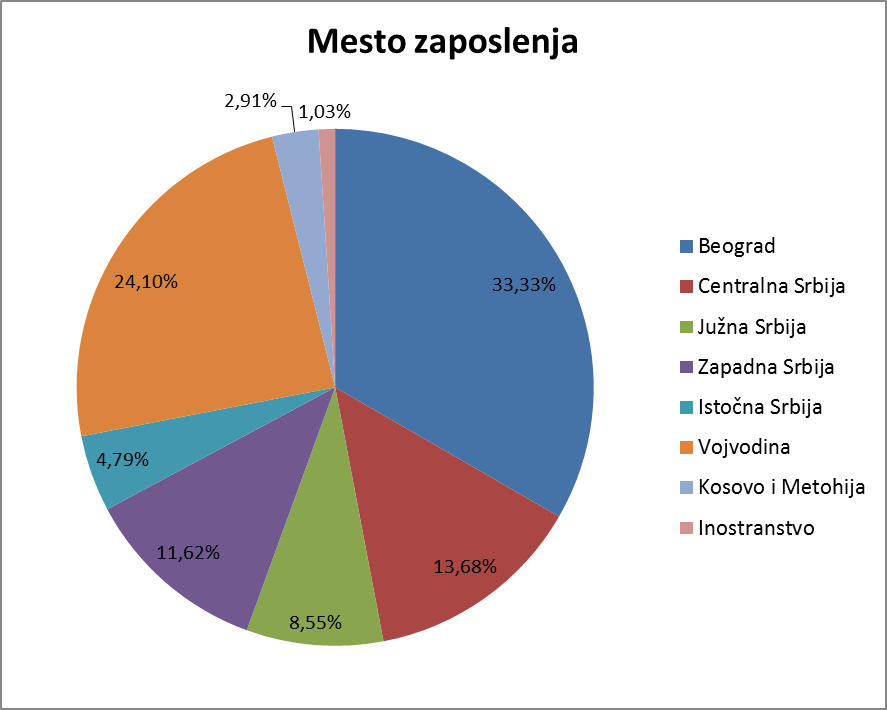 Mesto zaposlenja
2,91%
1,03%
33,33%
24,10%
4,79%
11,62%
8,55%
13,68%
Beograd
Centralna Srbija
Južna Srbija
Zapadna Srbija
Istočna Srbija
Vojvodina
Kosovo i Metohija
Inostranstvo